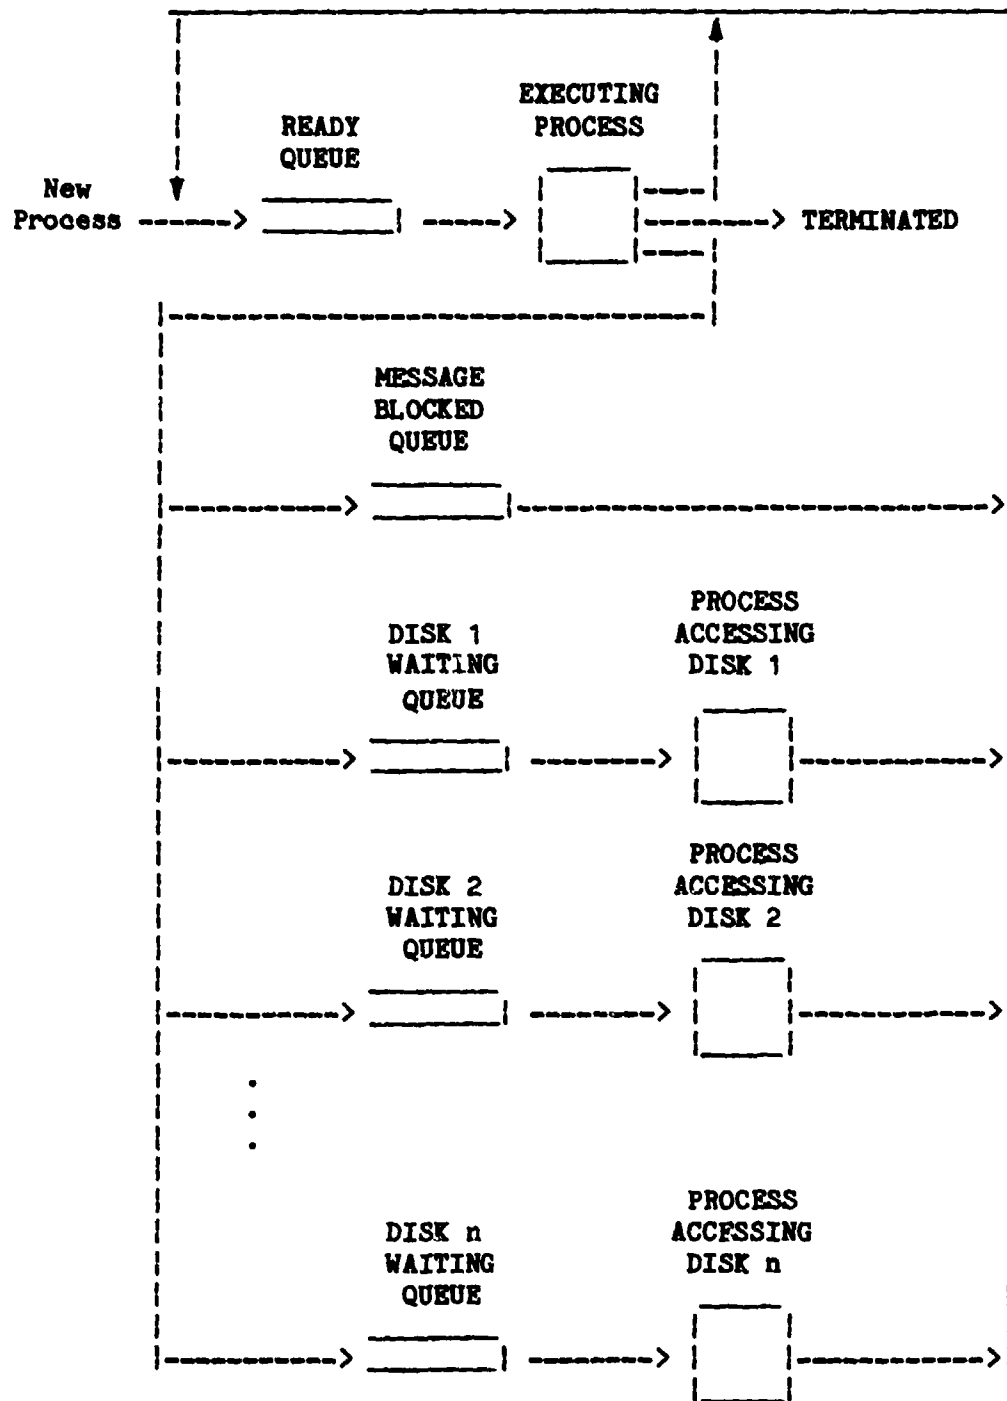 EXECUTING
PROCESS
READY
QUEUE
New
Process
TERMINATED
MESSAGE
BLOCKED
QUEUE
PROCESS
ACCESSING
DISK 1
DISK 1
WAITING
QUEUE
PROCESS
ACCESSING
DISK 2
DISK 2
WAITING
QUEUE
PROCESS
ACCESSING
DISK n
DISK n
WAITING
QUEUE